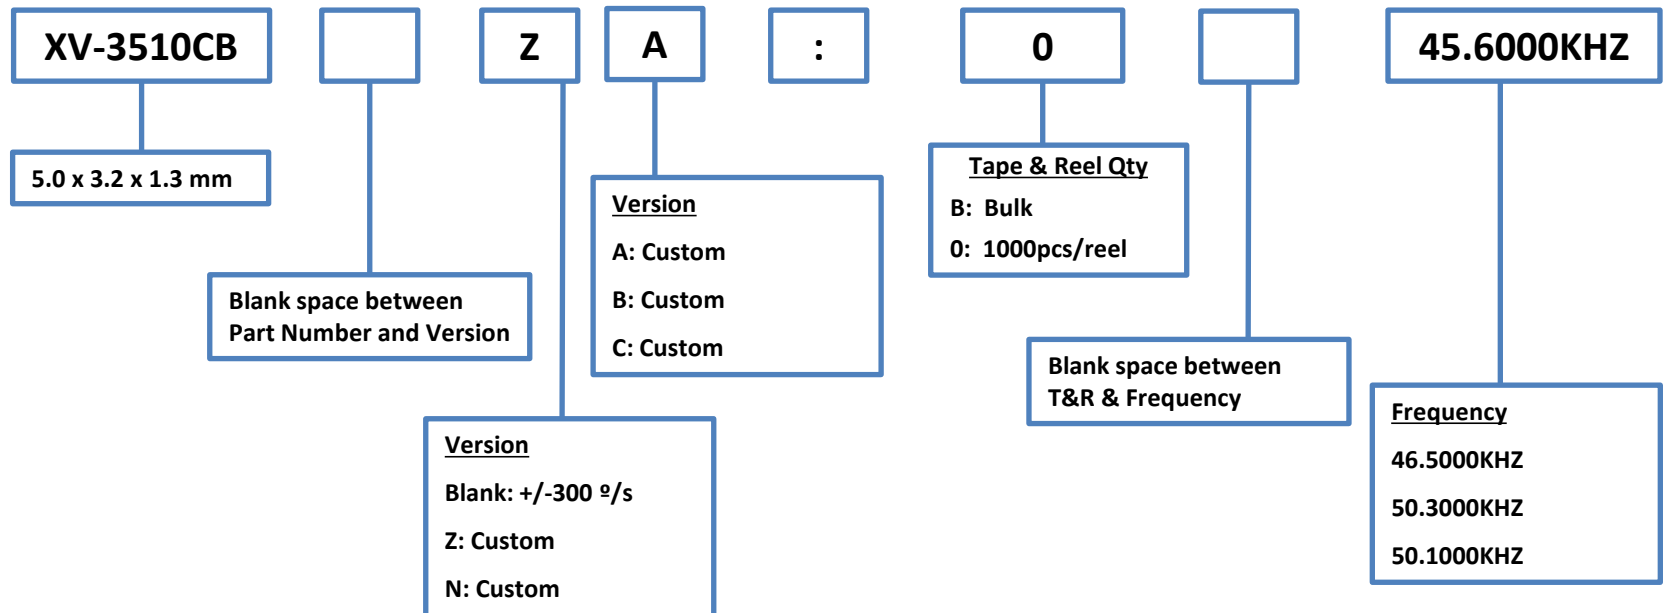 XV-3510CB Z A : 0 45.6000KHZ
5.0 x 3.2 x 1.3 mm
Blank space between
Part Number and Version
Version
Blank: +/-300 º/s
Z: Custom
N: Custom
Version
A: Custom
B: Custom
C: Custom
Tape & Reel Qty
B: Bulk
0: 1000pcs/reel
Blank space between
T&R & Frequency
Frequency
46.5000KHZ
50.3000KHZ
50.1000KHZ